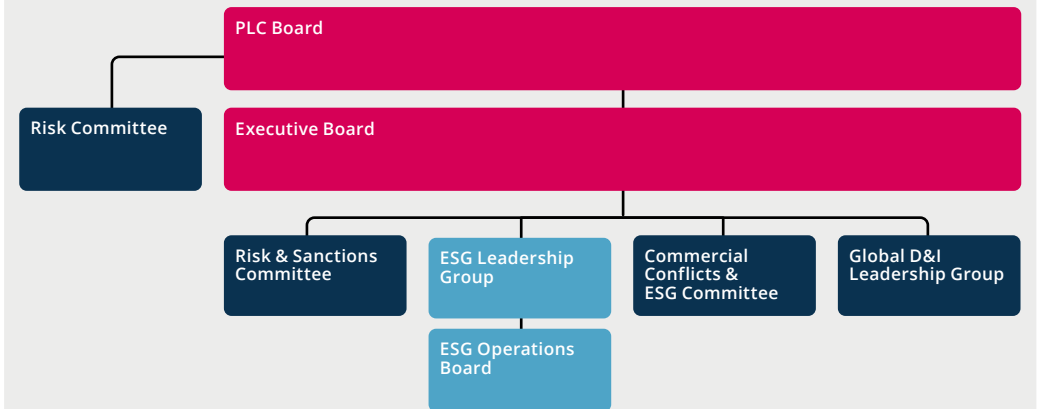 PLC Board
Risk Committee
Executive Board
Risk & Sanctions
Committee
ESG Leadership
Group
Commercial
Conflicts &
ESG Committee
Global D&I
Leadership Group
ESG Operations
Board